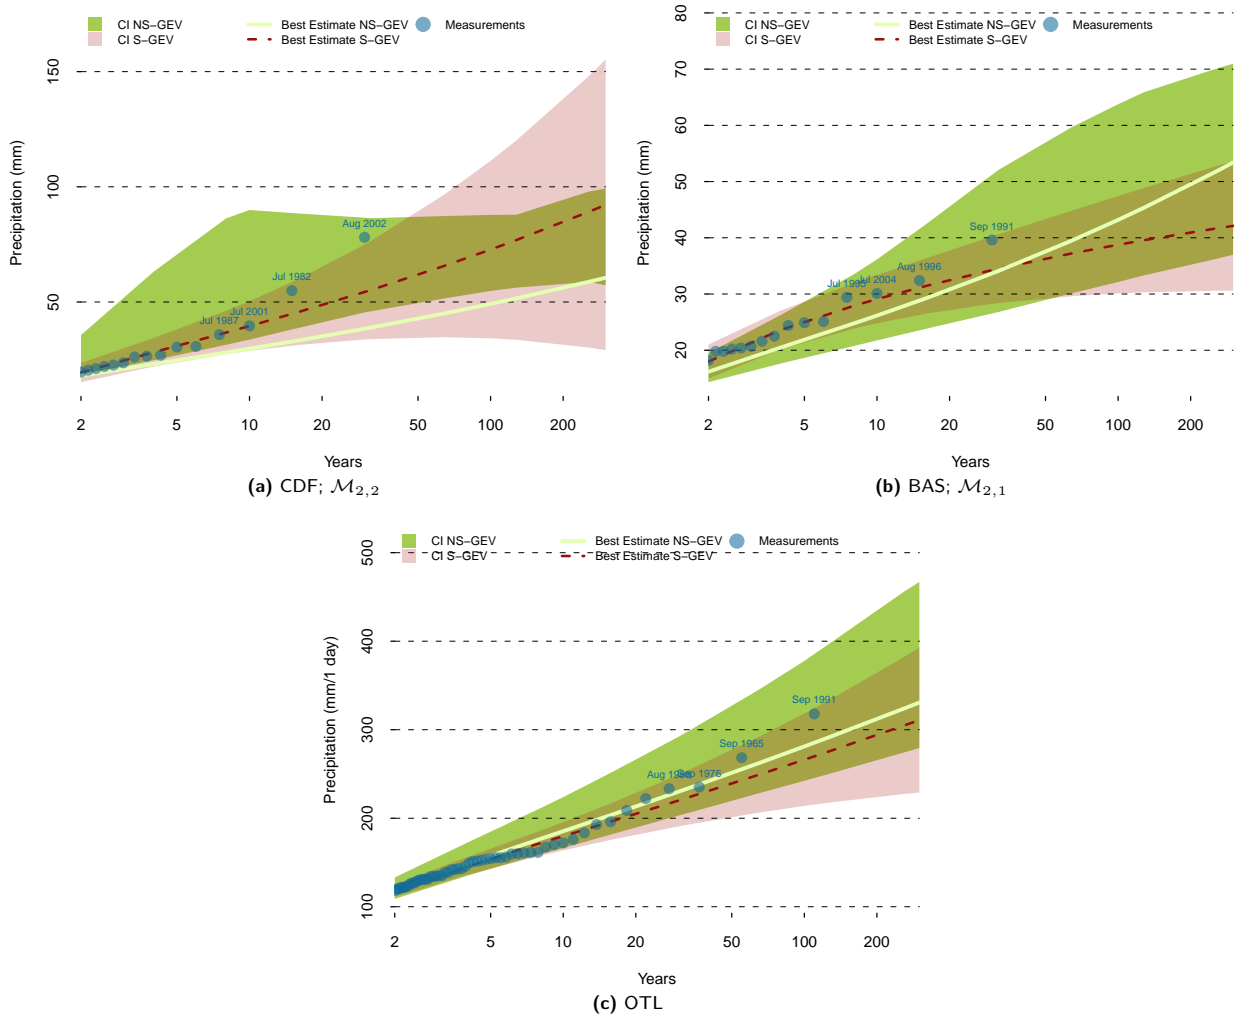 CI NS−GEV Best Estimate NS−GEV Measurements
CI S−GEV Best Estimate S−GEV
Precipitation (mm)
150
100
50
Aug 2002
Jul 1982
Jul 2001
Jul 1987
2 5 10 20 50 100 200
Years
(a) CDF; M2,2
CI NS−GEV Best Estimate NS−GEV Measurements
CI S−GEV Best Estimate S−GEV
Precipitation (mm)
80
70
60
50
40
30
20
Sep 1991
Aug 1996
Jul 2004
Jul 1995
2 5 10 20 50 100 200
Years
(b) BAS; M2,1
CI NS−GEV Best Estimate NS−GEV Measurements
CI S−GEV Best Estimate S−GEV
Precipitation (mm/1 day)
500
400
300
200
100
Sep 1991
Sep 1965
Sep 1976
Aug
2 5 10 20 50 100 200
Years
(c) OTL